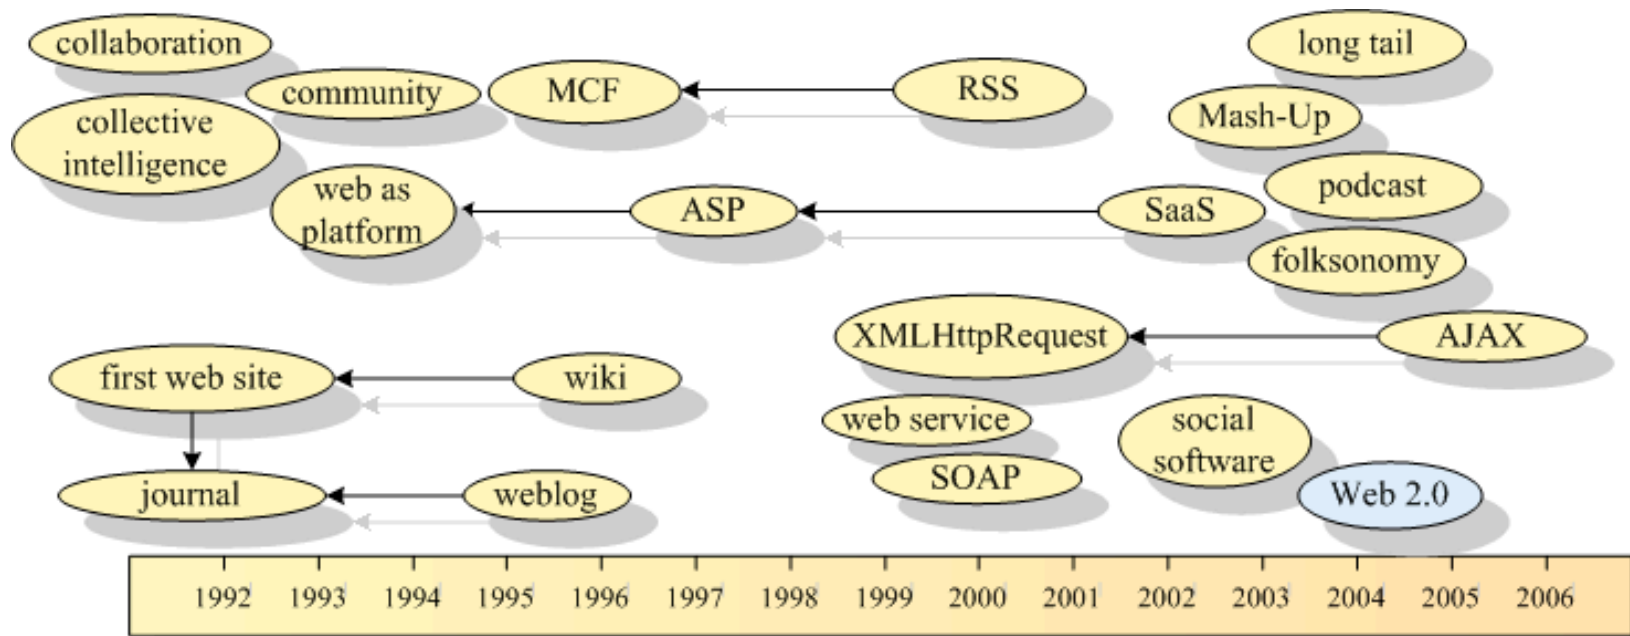 collaboration
community
MCF
RSS
long tail
Mash-Up
collective
intelligence
web as
platform
ASP
SaaS
podcast
folksonomy
XMLHttpRequest
AJAX
first web site
wiki
web service
social
software
journal
weblog
SOAP
Web 2.0
1992 1993 1994 1995 1996 1997 1998 1999 2000 2001 2002 2003 2004 2005 2006